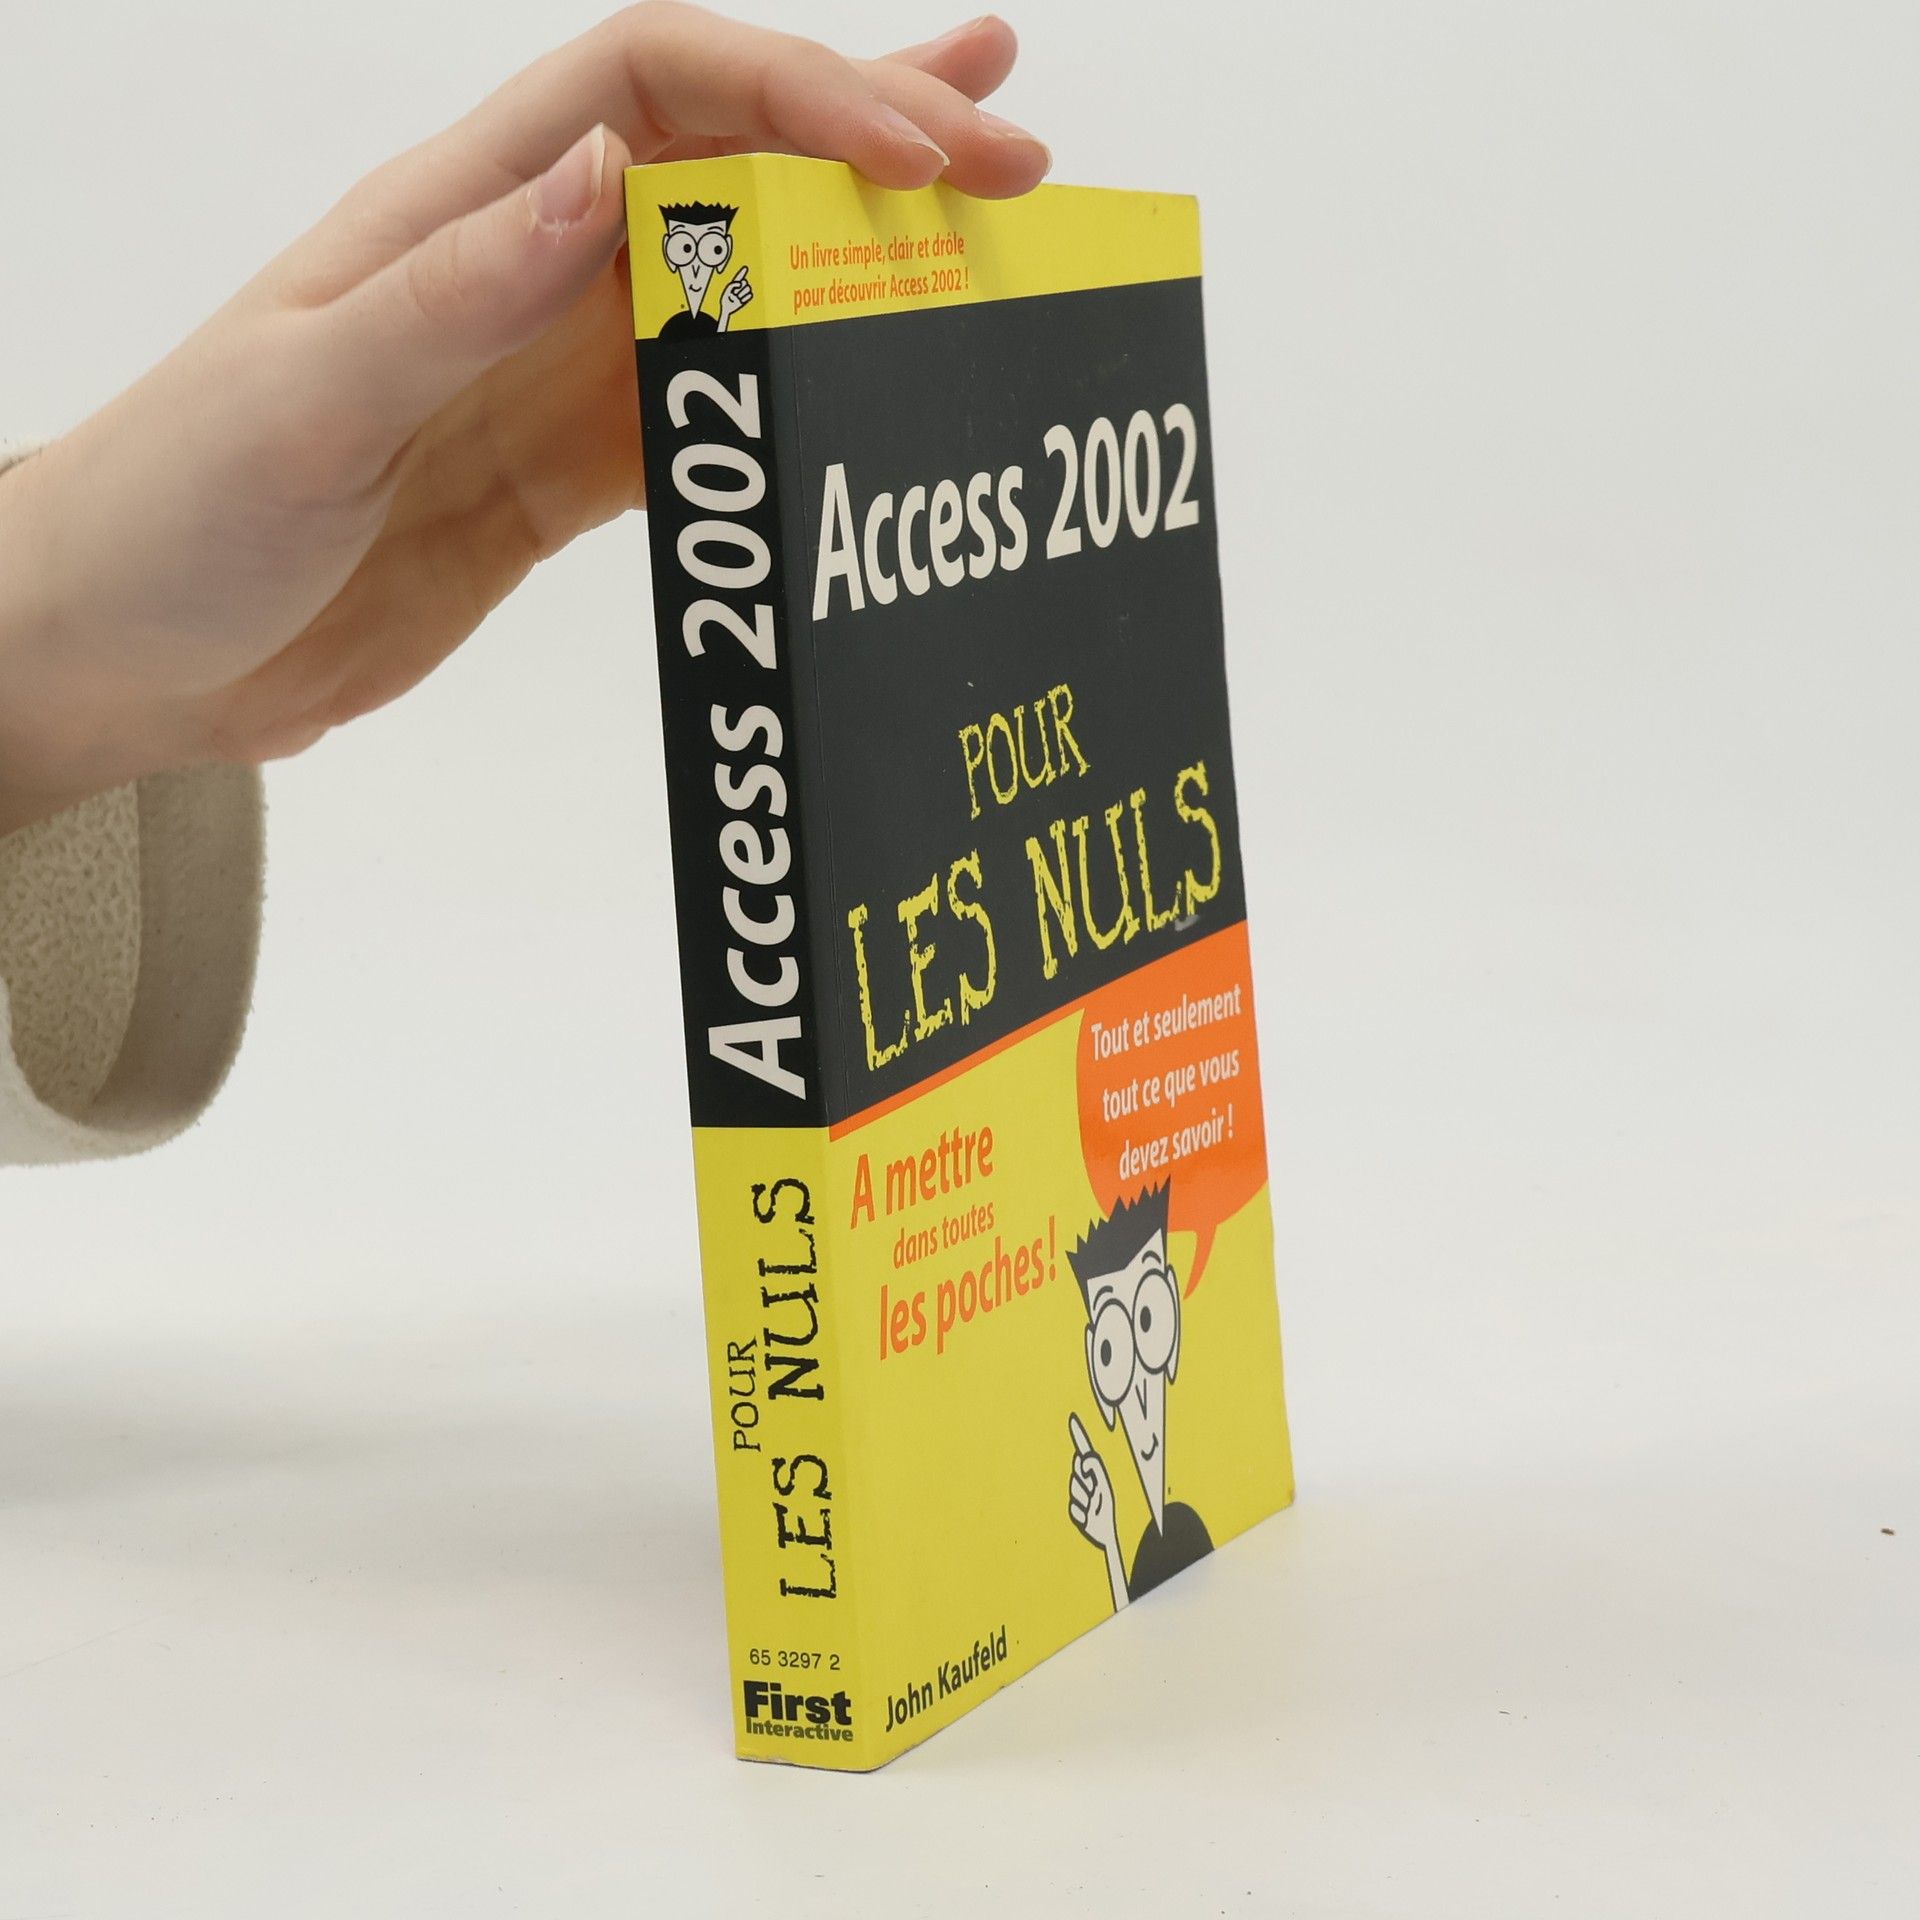 Access 2002
POUR
LES NULS
65 3297 2
First
Interactive
Un livre simple, clair et drôle
pour découvrir Access 2002 !
Access 2002
POUR
LES NULS
Tout et seulement
tout ce que vous
devez savoir !
A mettre
dans toutes
les poches !
John Kaufeld